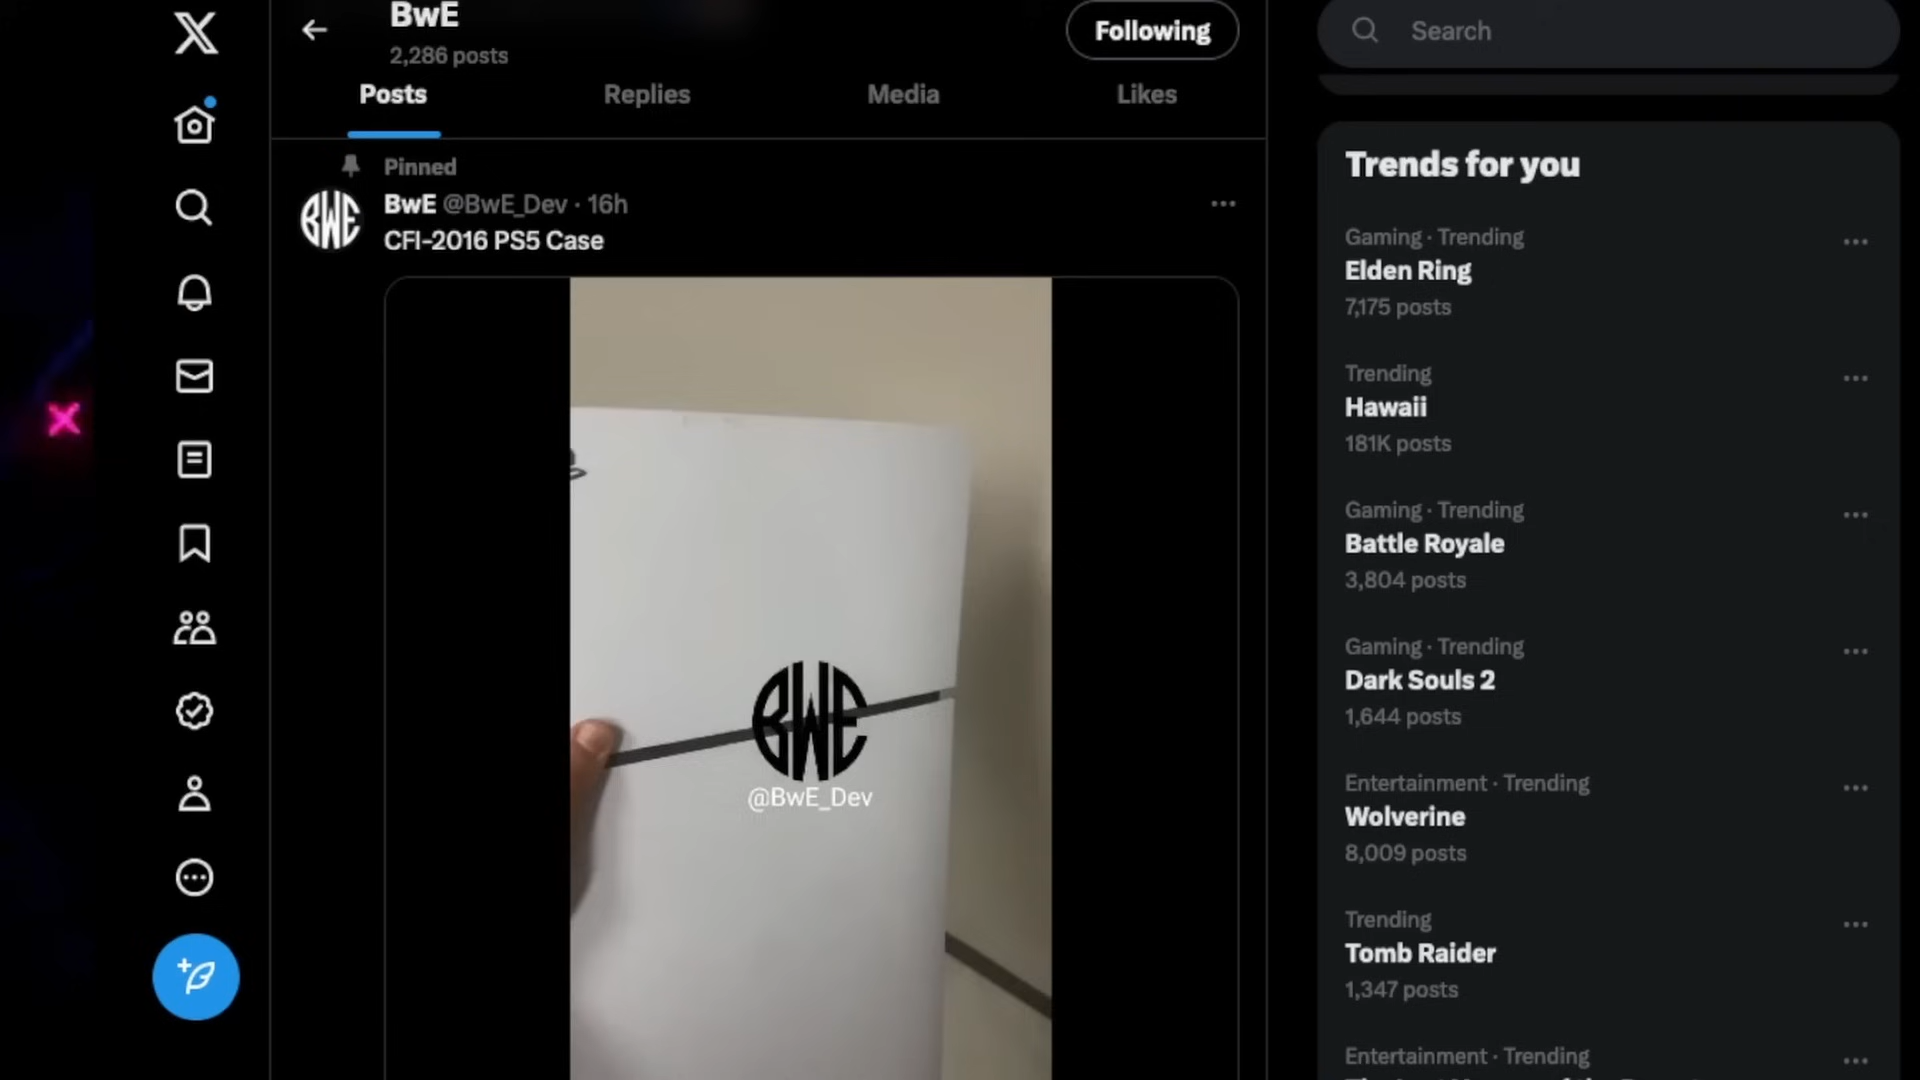 BwE
2,286 posts
Following
Posts
Replies
Media
Likes
Pinned
BwE @BwE_Dev · 16h
CFI-2016 PS5 Case
BWE
BWE
@BwE_Dev
Search
Trends for you
Gaming · Trending
Elden Ring
7,175 posts
Trending
Hawaii
181K posts
Gaming · Trending
Battle Royale
3,804 posts
Gaming · Trending
Dark Souls 2
1,644 posts
Entertainment · Trending
Wolverine
8,009 posts
Trending
Tomb Raider
1,347 posts
Entertainment · Trending